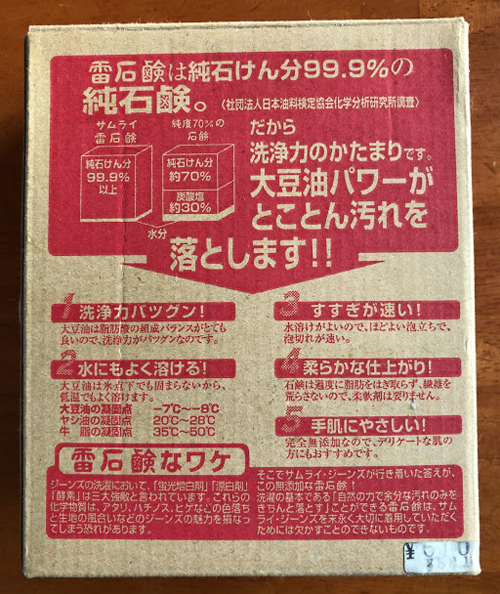 雷石鹸は純石けん分99.9%の
純石鹸。〈社団法人日本油料検定協会化学分析研究所調査〉
サムライ
雷石鹸
純度70%の
石鹸
純石けん分
99.9%
以上
純石けん分
約70%
炭酸塩
約30%
水分
だから
洗浄力のかたまりです。
大豆油パワーが
とことん汚れを
落とします!!
1 洗浄力バツグン!
大豆油は脂肪酸の組成バランスがとても
良いので、洗浄力がバツグンなのです。
2 水にもよく溶ける!
大豆油は氷点下でも固まらないから、
低温でもよく溶けます。
大豆油の凝固点 −7℃〜−8℃
ヤシ油の凝固点 20℃〜28℃
牛 脂の凝固点 35℃〜50℃
3 すすぎが速い!
水溶けがよいので、ほどよい泡立ちで、
泡切れが速い。
4 柔らかな仕上がり!
石鹸は過度に脂肪をはぎ取らず、繊維を
荒らさないので、柔軟剤は要りません。
5 手肌にやさしい!
完全無添加なので、デリケートな肌の
方にもおすすめです。
雷石鹸なワケ
ジーンズの洗濯において、「蛍光増白剤」「漂白剤」
「酵素」は三大強敵と言われています。これらの
化学物質は、アタリ、ハチノス、ヒゲなどの色落ち
と生地の風合いなどのジーンズの魅力を損なっ
てしまう恐れがあります。
そこでサムライ・ジーンズが行き着いた答えが、
この無添加な雷石鹸!
洗濯の基本である「自然の力で余分な汚れのみを
きちんと落とす」ことができる雷石鹸は、サム
ライ・ジーンズを末永く大切に着用していただく
ためには欠かすことのできないものです。